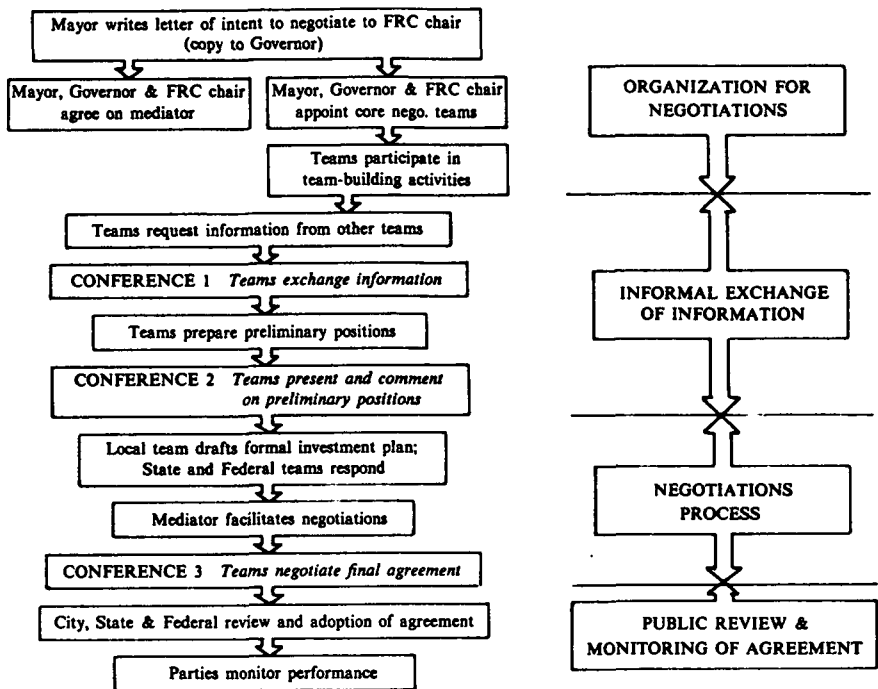 Mayor writes letter of intent to negotiate to FRC chair
(copy to Governor)
Mayor, Governor & FRC chair
agree on mediator
Mayor, Governor & FRC chair
appoint core nego. teams
Teams participate in
team-building activities
Teams request information from other teams
CONFERENCE 1 Teams exchange information
Teams prepare preliminary positions
CONFERENCE 2 Teams present and comment
on preliminary positions
Local team drafts formal investment plan;
State and Federal teams respond
Mediator facilitates negotiations
CONFERENCE 3 Teams negotiate final agreement
City, State & Federal review and adoption of agreement
Parties monitor performance
ORGANIZATION FOR
NEGOTIATIONS
INFORMAL EXCHANGE
OF INFORMATION
NEGOTIATIONS
PROCESS
PUBLIC REVIEW &
MONITORING OF AGREEMENT